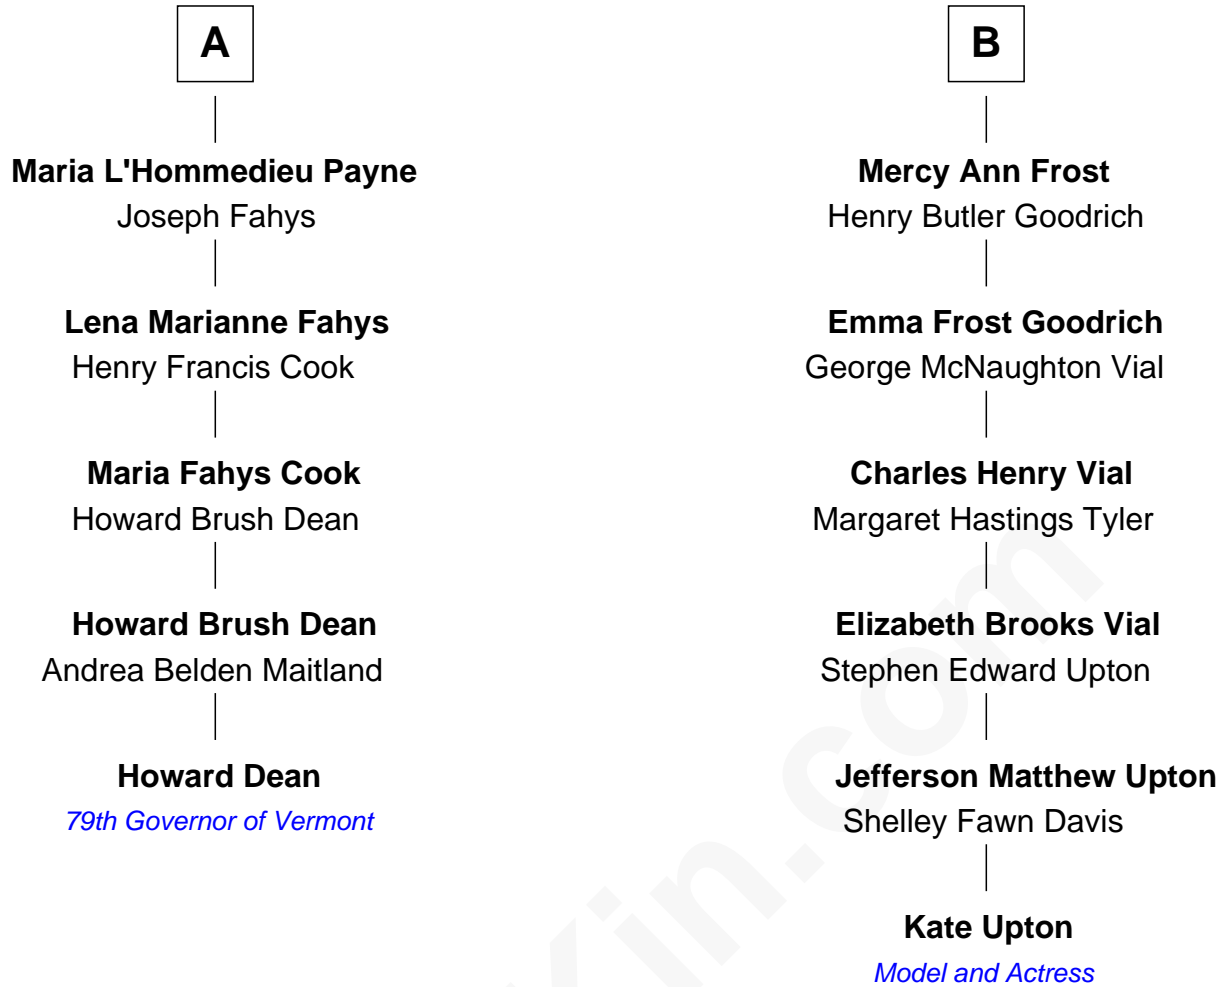 A
Maria L'Hommedieu Payne
Joseph Fahys
Lena Marianne Fahys
Henry Francis Cook
Maria Fahys Cook
Howard Brush Dean
Howard Brush Dean
Andrea Belden Maitland
Howard Dean
79th Governor of Vermont
B
Mercy Ann Frost
Henry Butler Goodrich
Emma Frost Goodrich
George McNaughton Vial
Charles Henry Vial
Margaret Hastings Tyler
Elizabeth Brooks Vial
Stephen Edward Upton
Jefferson Matthew Upton
Shelley Fawn Davis
Kate Upton
Model and Actress
Kin.com